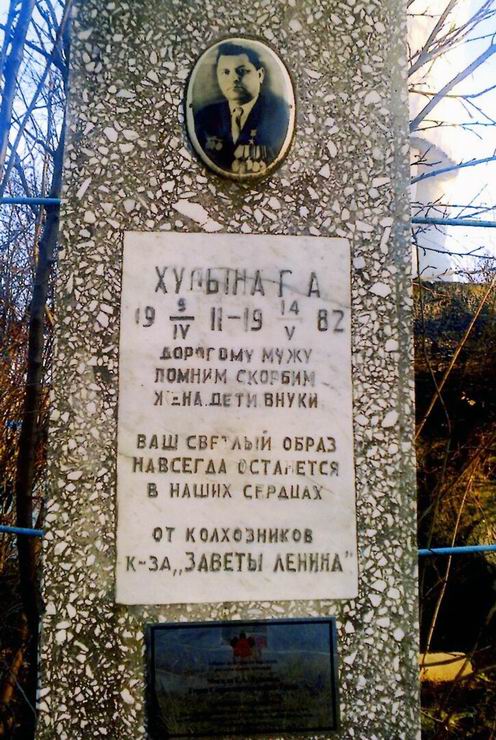 ХУЛЫНА Г А
19 9/IV 11-19 14/V 82
ДОРОГОМУ МУЖУ
ПОМНИМ СКОРБИМ
ЖЕНА. ДЕТИ ВНУКИ
ВАШ СВЕТЛЫЙ ОБРАЗ
НАВСЕГДА ОСТАНЕТСЯ
В НАШИХ СЕРДЦАХ
ОТ КОЛХОЗНИКОВ
К-ЗА „ЗАВЕТЫ ЛЕНИНА"